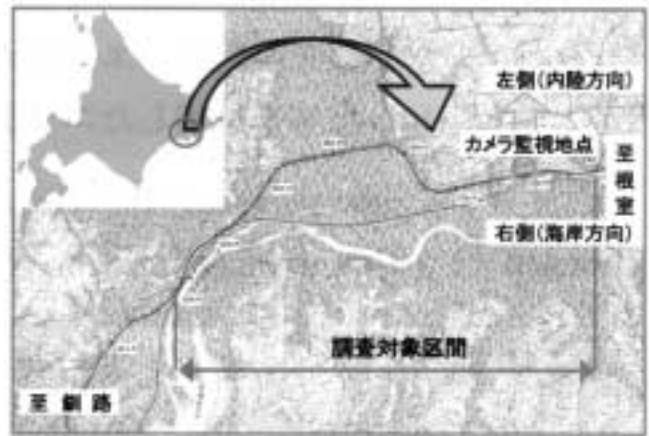 左側(内陸方向)
カメラ監視地点
至根室
右側(海岸方向)
調査対象区間
至釧路